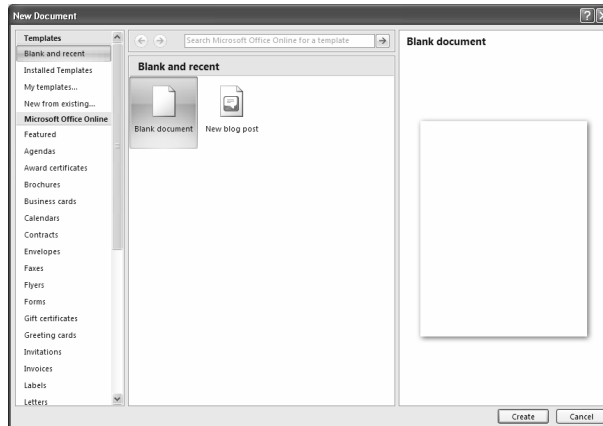 New Document
Templates
Blank and recent
Installed Templates
My templates...
New from existing...
Microsoft Office Online
Featured
Agendas
Award certificates
Brochures
Business cards
Calendars
Contracts
Envelopes
Faxes
Flyers
Forms
Gift certificates
Greeting cards
Invitations
Invoices
Labels
Letters
Search Microsoft Office Online for a template
Blank and recent
Blank document
New blog post
Blank document
Create
Cancel